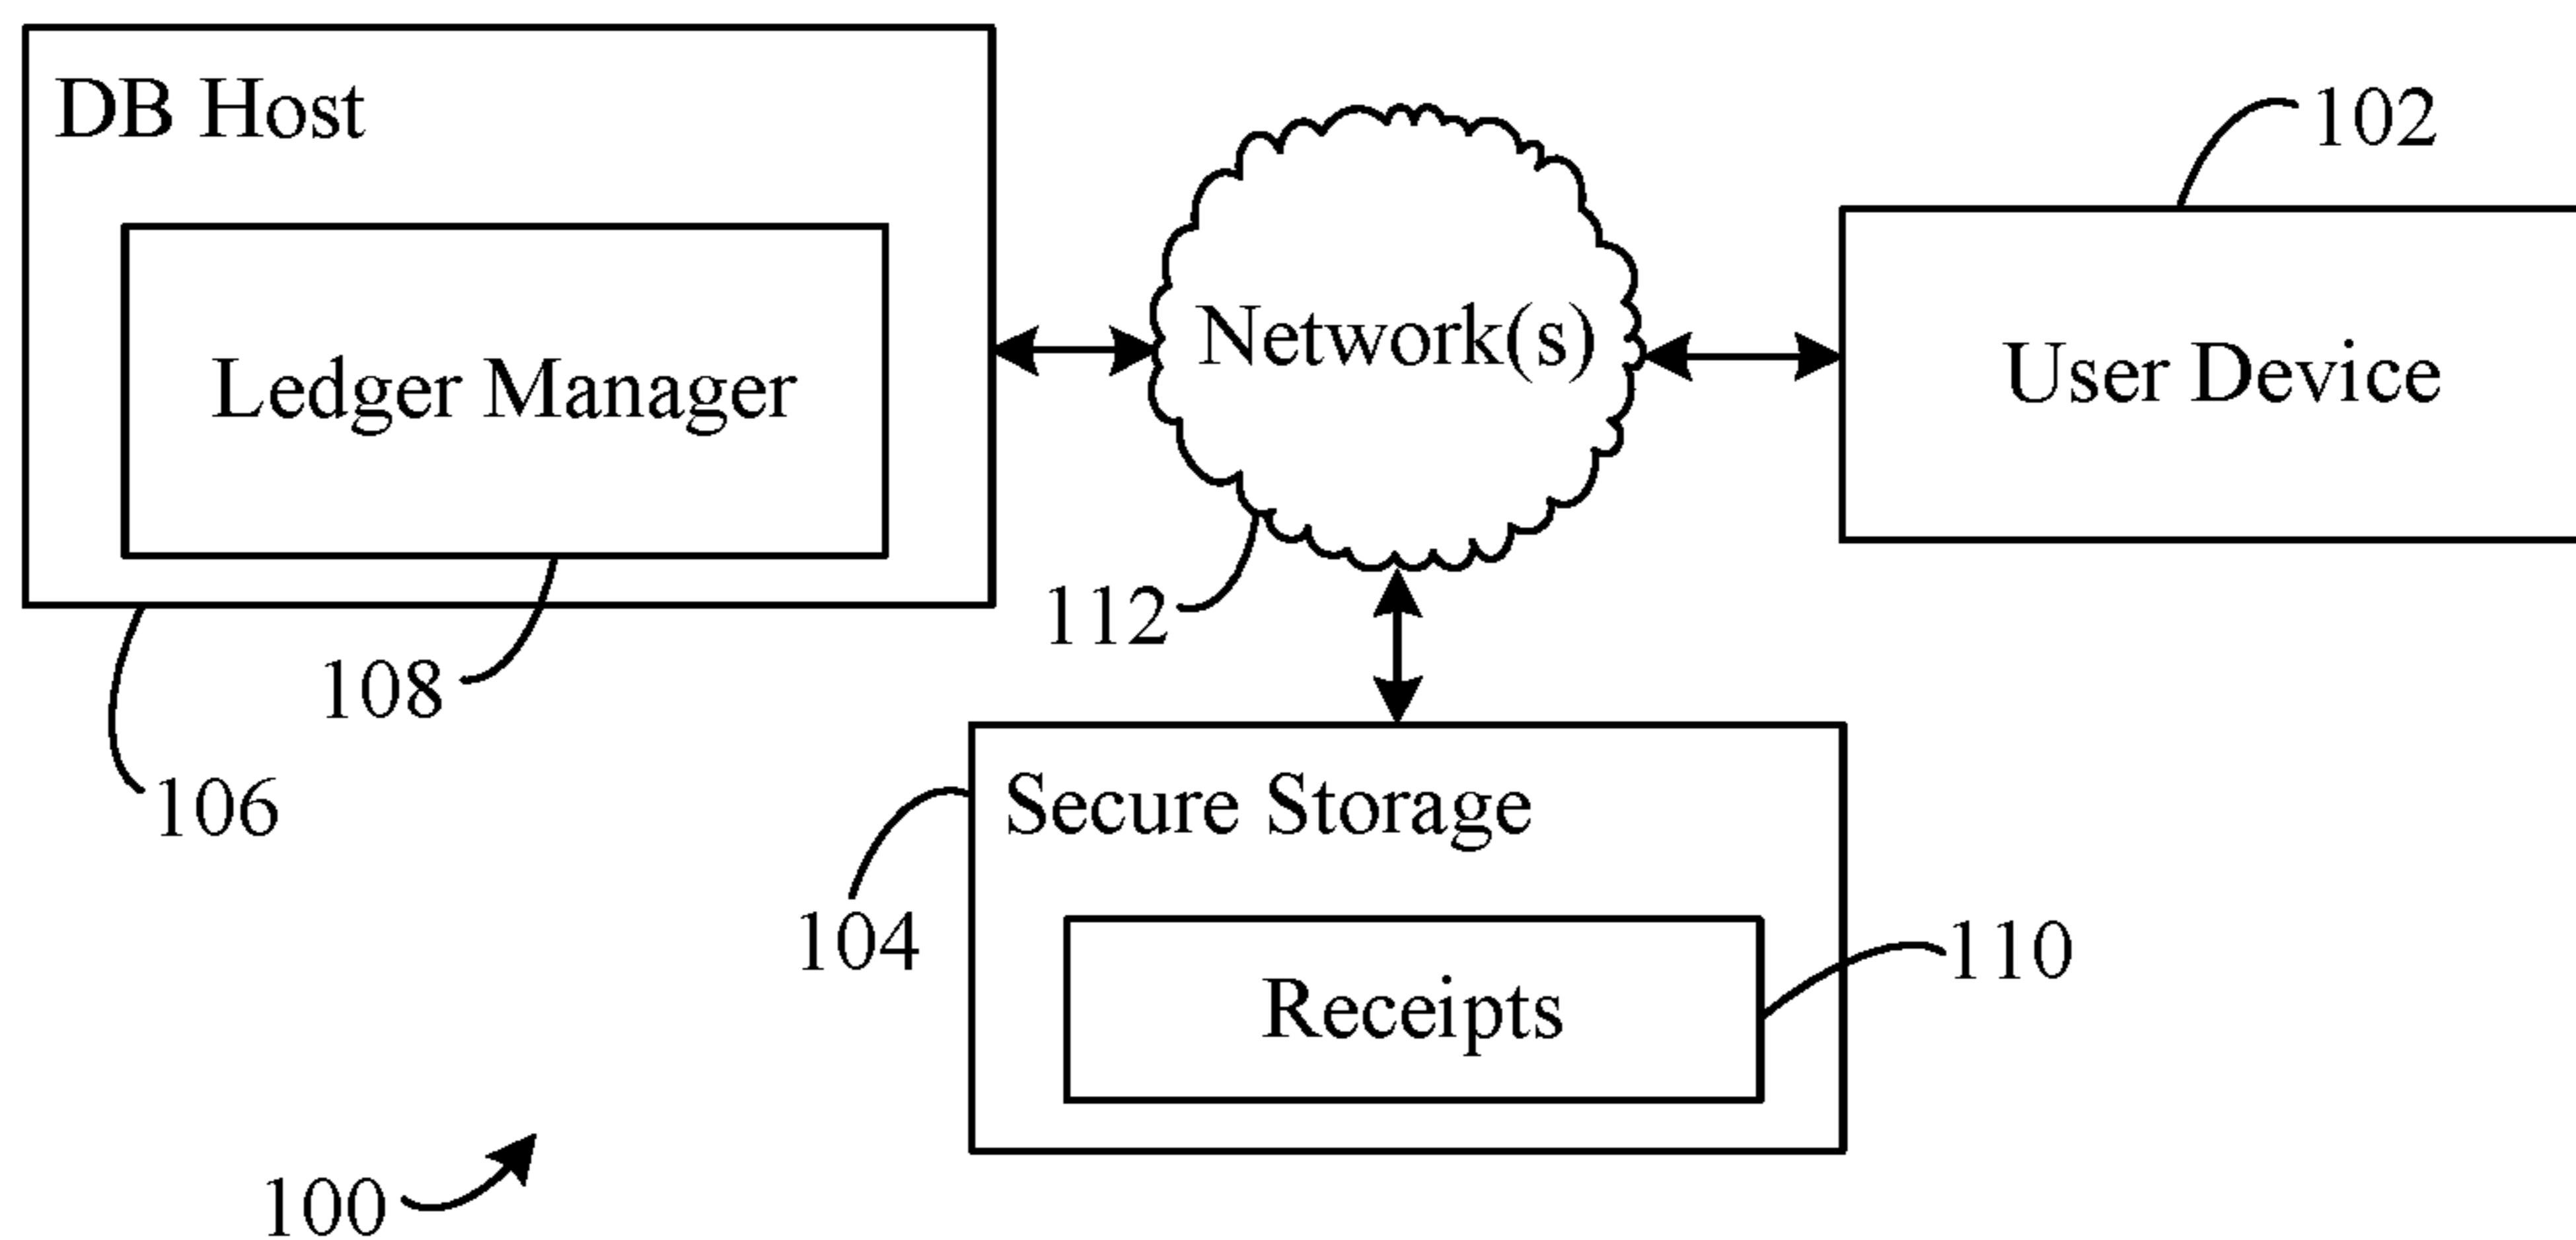 DB Host
102
Network(s)
Ledger Manager
User Device
112
108
106
Secure Storage
104
110
Receipts
100